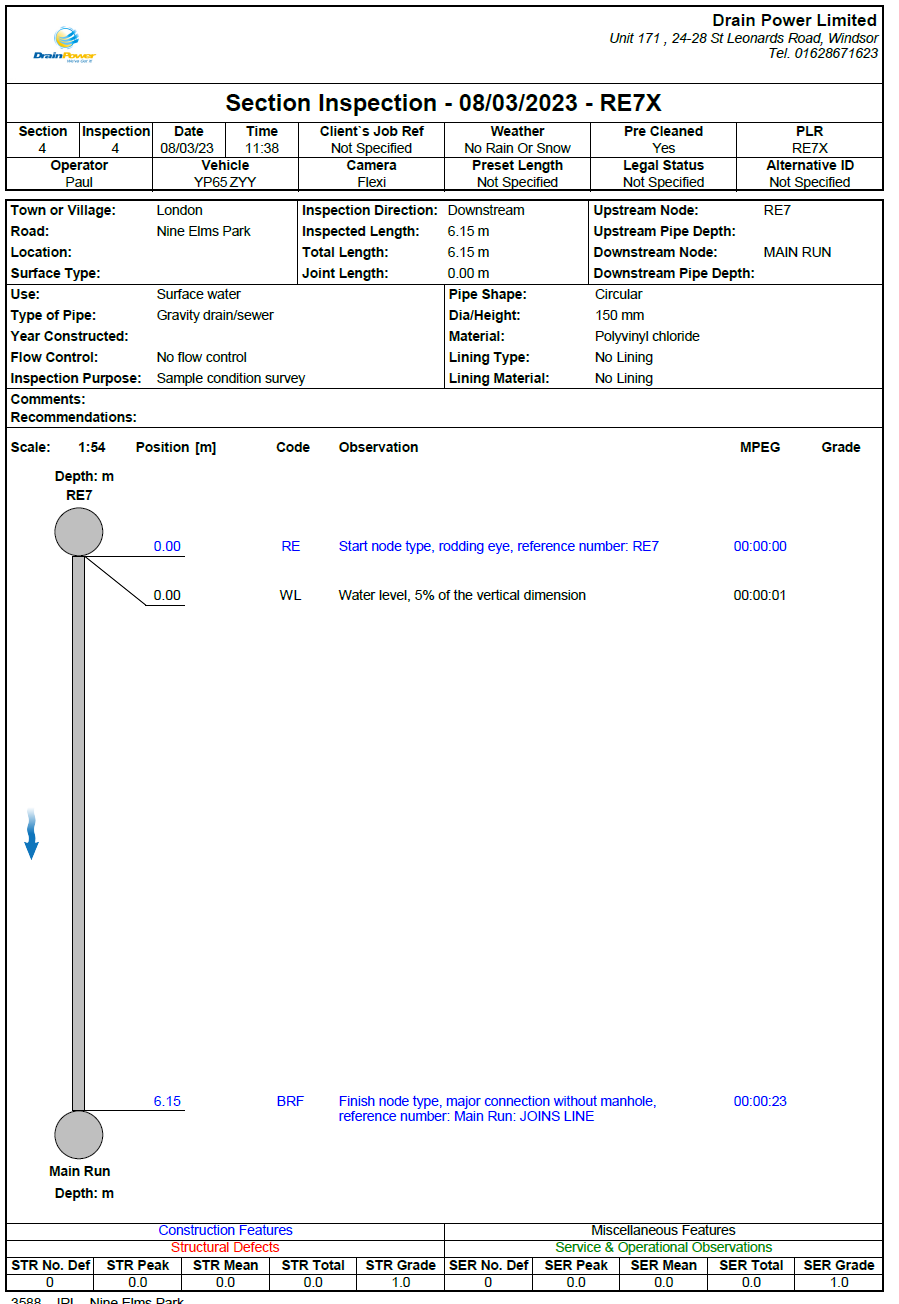 Drain Power Limited
Unit 171 , 24-28 St Leonards Road, Windsor
Tel. 01628671623
DrainPower
Section Inspection - 08/03/2023 - RE7X
Section Inspection Date Time Client`s Job Ref Weather Pre Cleaned PLR
4 4 08/03/23 11:38 Not Specified No Rain Or Snow Yes RE7X
Operator Vehicle Camera Preset Length Legal Status Alternative ID
Paul YP65 ZYY Flexi Not Specified Not Specified Not Specified
Town or Village: London Inspection Direction: Downstream Upstream Node: RE7
Road: Nine Elms Park Inspected Length: 6.15 m Upstream Pipe Depth:
Location: Total Length: 6.15 m Downstream Node: MAIN RUN
Surface Type: Joint Length: 0.00 m Downstream Pipe Depth:
Use: Surface water Pipe Shape: Circular
Type of Pipe: Gravity drain/sewer Dia/Height: 150 mm
Year Constructed: Material: Polyvinyl chloride
Flow Control: No flow control Lining Type: No Lining
Inspection Purpose: Sample condition survey Lining Material: No Lining
Comments:
Recommendations:
Scale: 1:54 Position [m] Code Observation MPEG Grade
Depth: m
RE7
0.00 RE Start node type, rodding eye, reference number: RE7 00:00:00
0.00 WL Water level, 5% of the vertical dimension 00:00:01
6.15 BRF Finish node type, major connection without manhole, 00:00:23
reference number: Main Run: JOINS LINE
Main Run
Depth: m
Construction Features Miscellaneous Features
Structural Defects Service & Operational Observations
STR No. Def STR Peak STR Mean STR Total STR Grade SER No. Def SER Peak SER Mean SER Total SER Grade
0 0.0 0.0 0.0 1.0 0 0.0 0.0 0.0 1.0
3588 IPL Nine Elms Park